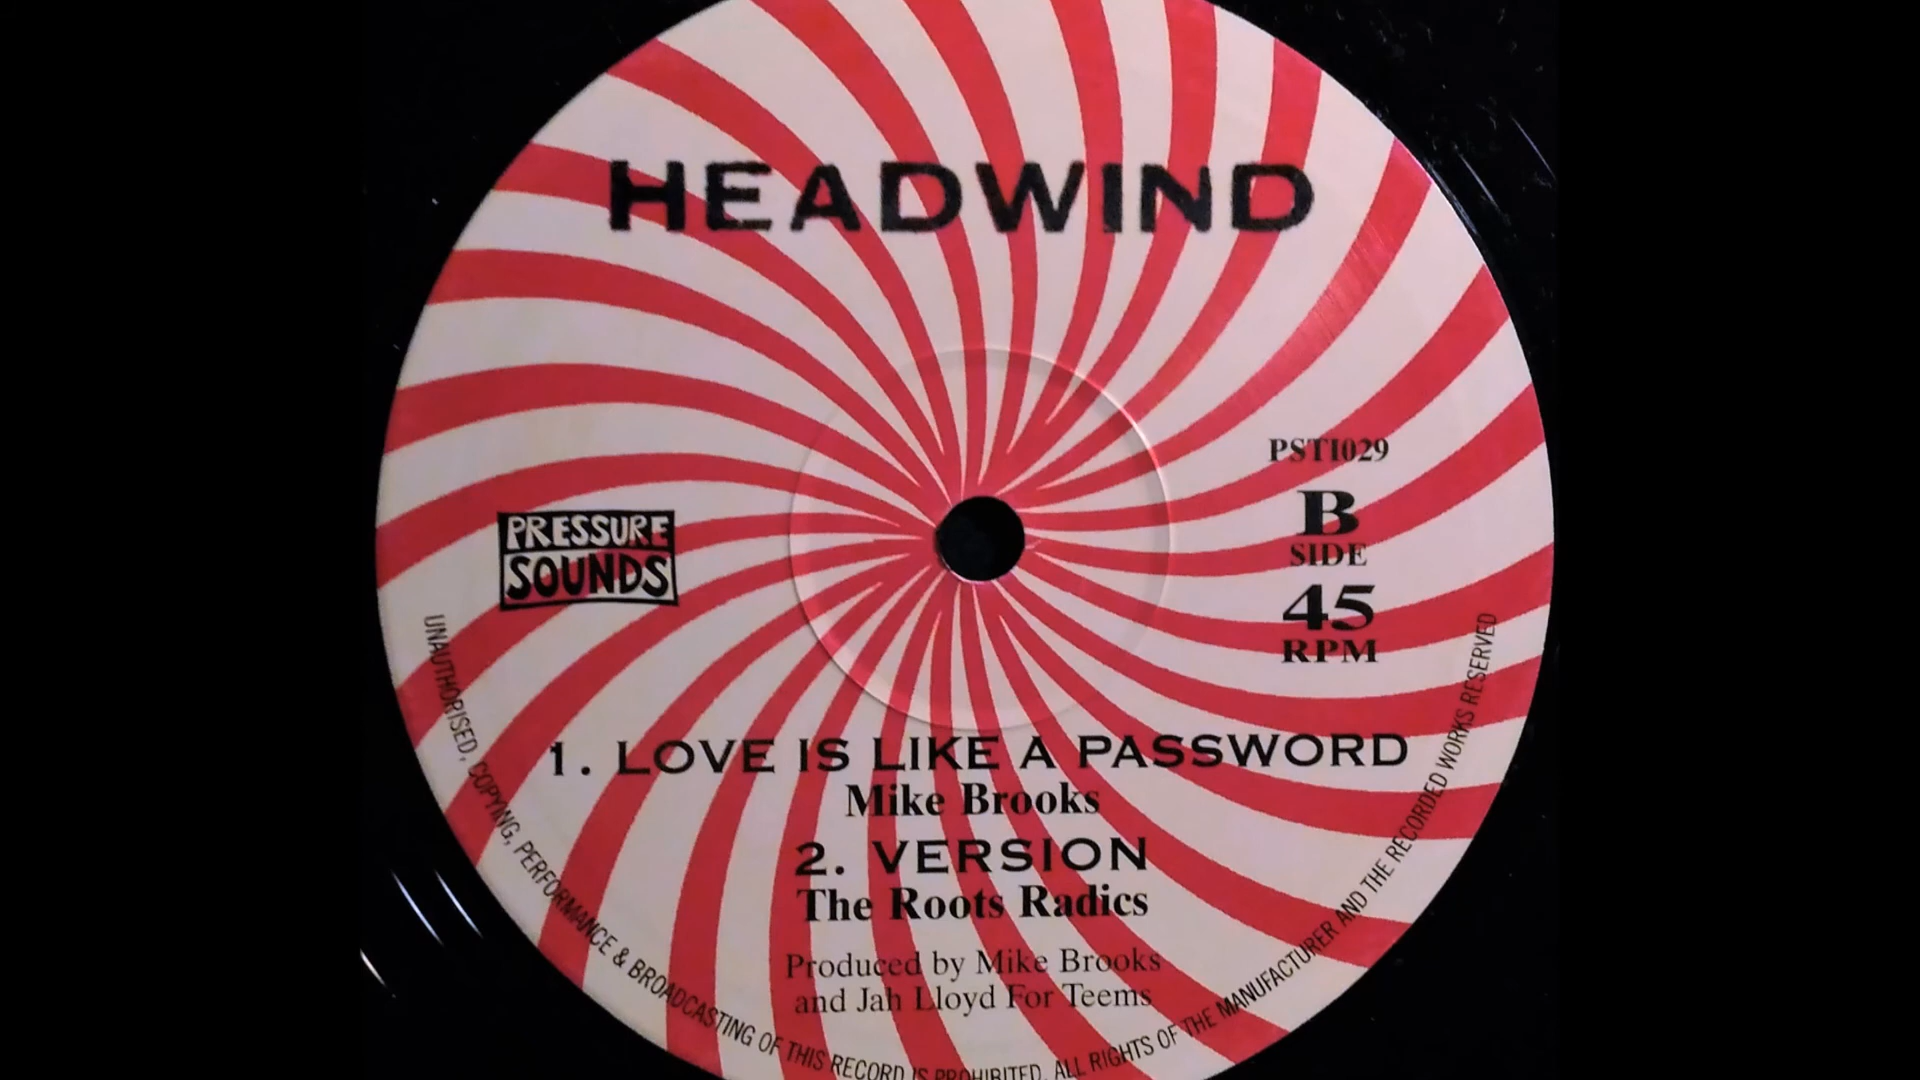 HEADWIND
PSTI029
B
SIDE
45
RPM
PRESSURE
SOUNDS
1. LOVE IS LIKE A PASSWORD
Mike Brooks
2. VERSION
The Roots Radics
Produced by Mike Brooks
and Jah Lloyd For Teems
UNAUTHORISED, COPYING, PERFORMANCE & BROADCASTING OF THIS RECORD IS PROHIBITED. ALL RIGHTS OF THE MANUFACTURER AND THE RECORDED WORKS RESERVED